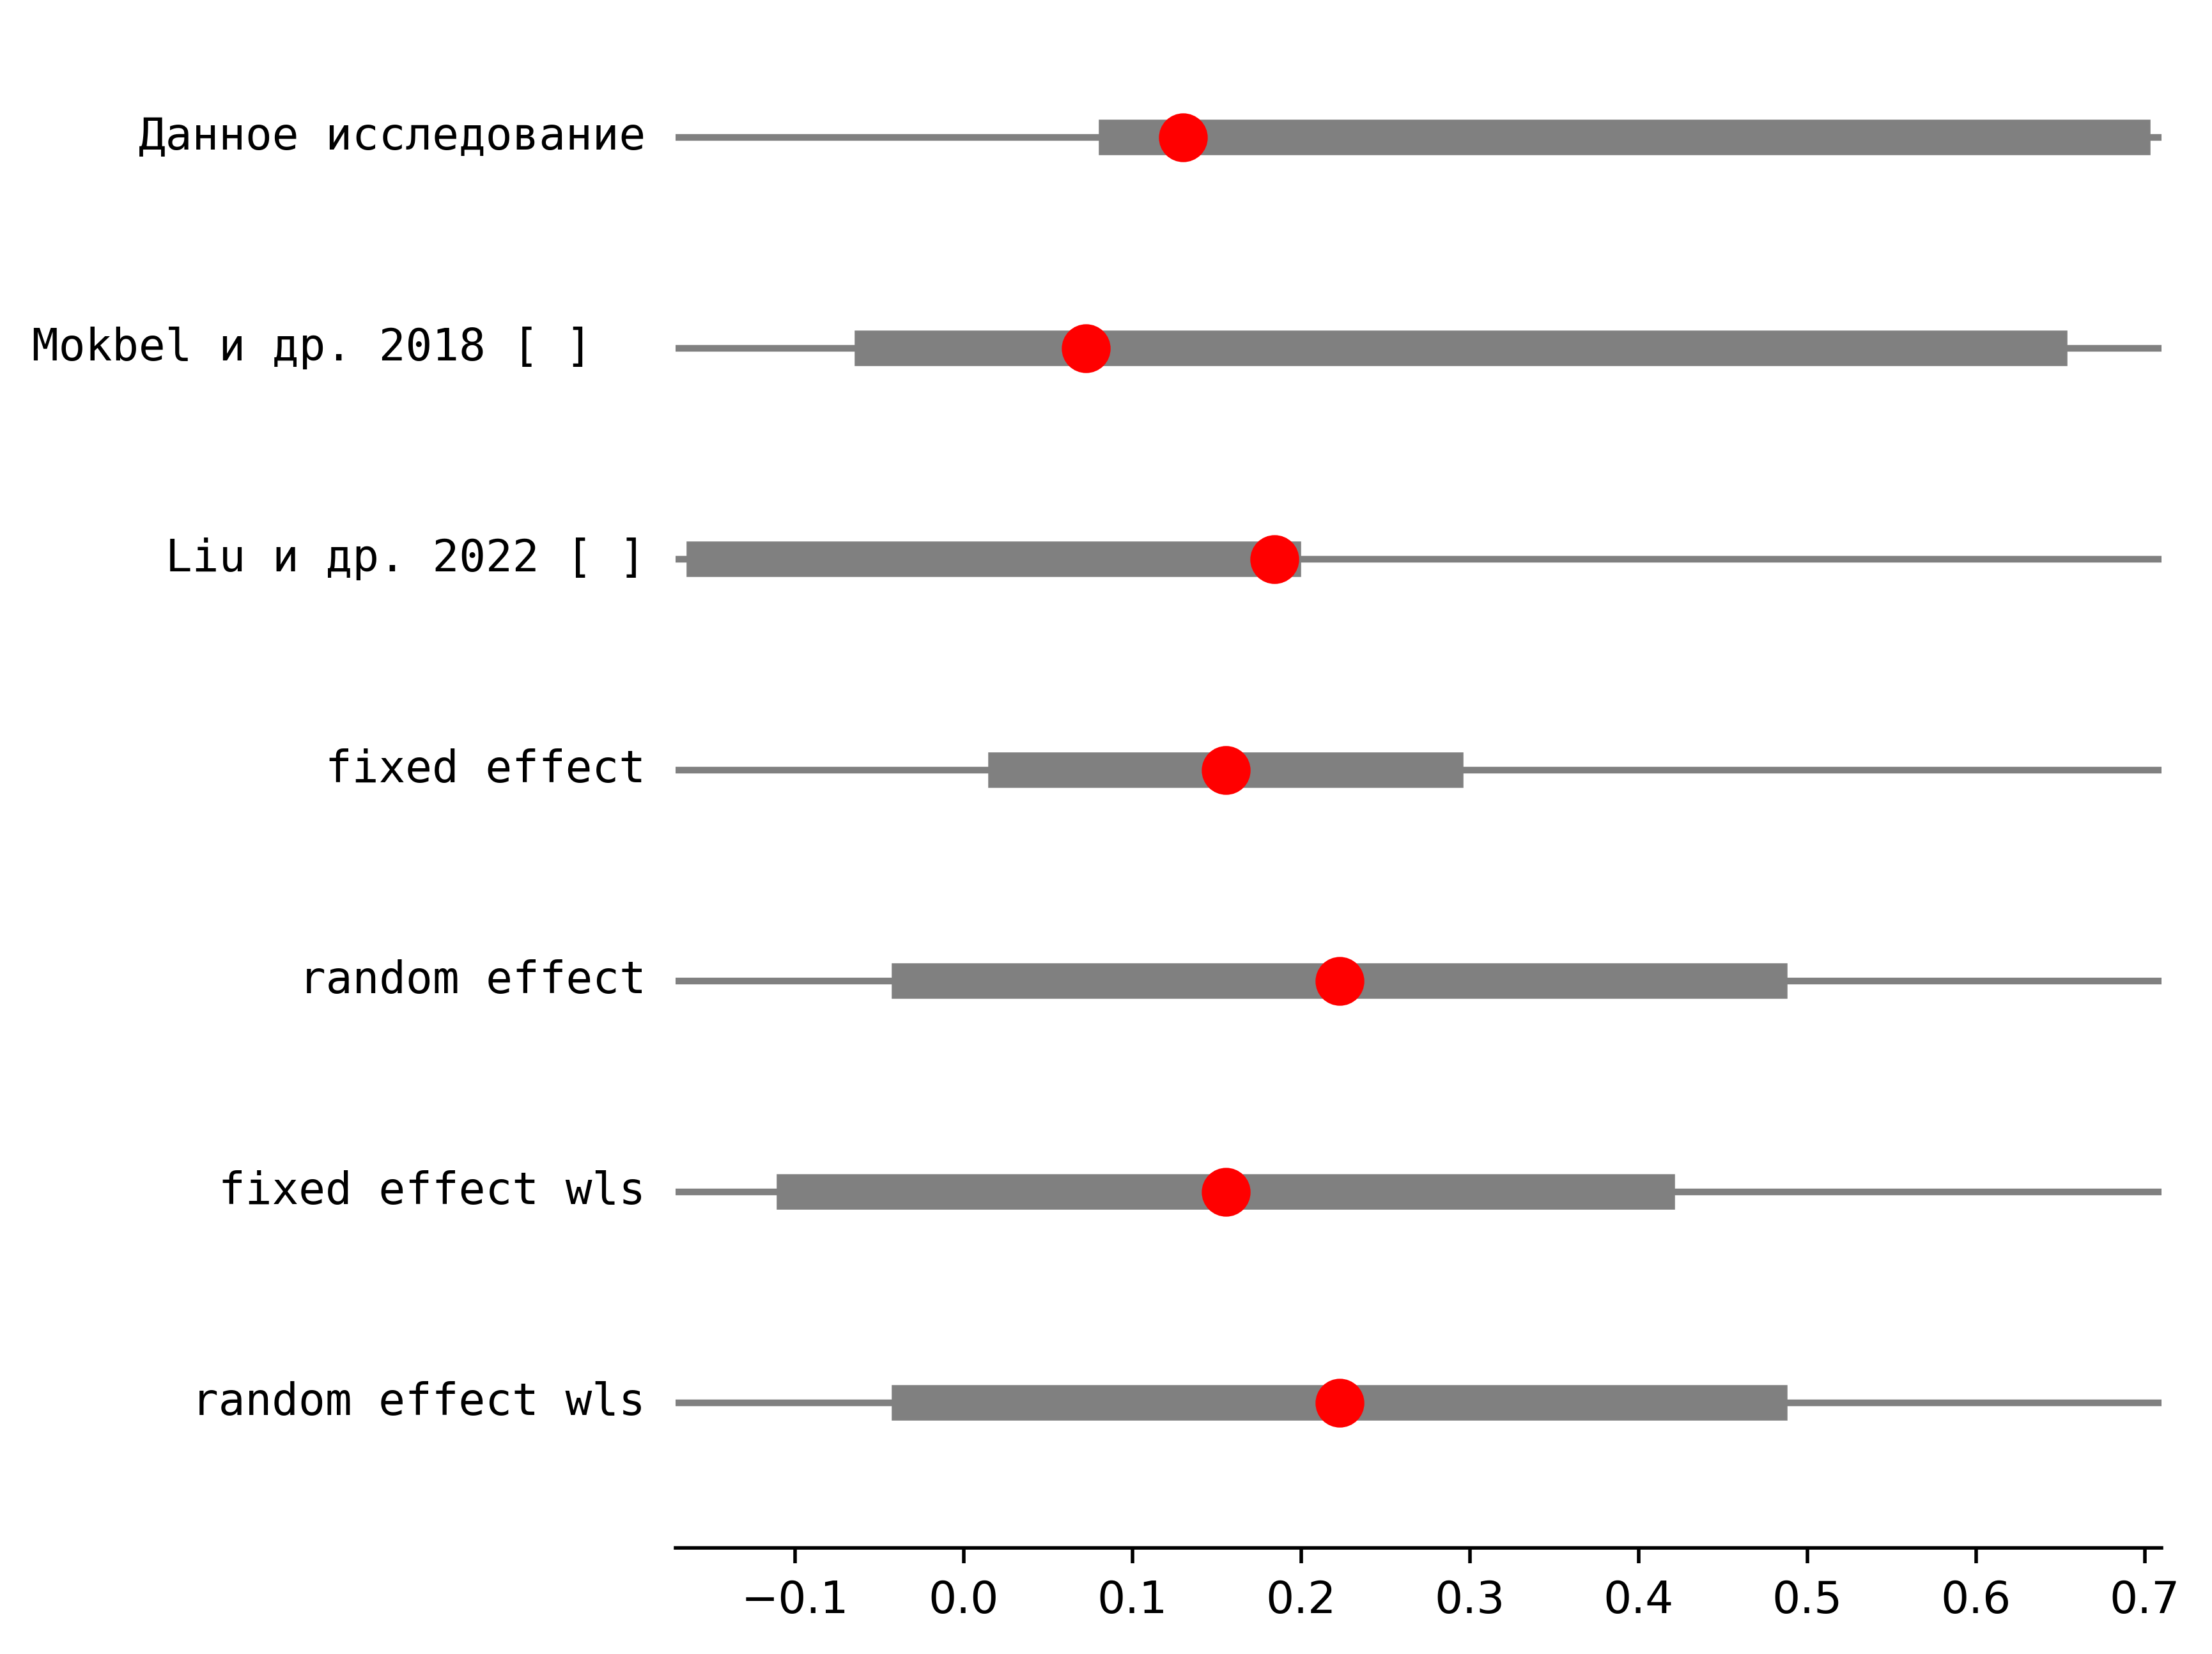 Данное исследование
Mokbel и др. 2018 [ ]
Liu и др. 2022 [ ]
fixed effect
random effect
fixed effect wls
random effect wls
−0.1 0.0 0.1 0.2 0.3 0.4 0.5 0.6 0.7